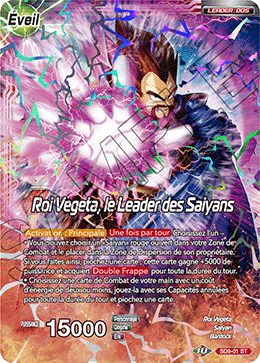 Éveil
LEADER: DOS
Roi Vegeta, le Leader des Saiyans
Activation : Principale Une fois par tour Choisissez l'un –
• Vous pouvez choisir un «Saiyan» rouge ouvert dans votre Zone de
Combat et le placer dans la Zone de Dispersion de son propriétaire.
Si vous faites ainsi, piochez une carte, cette carte gagne +5000 de
puissance et acquiert Double Frappe pour toute la durée du tour.
• Choisissez une carte de Combat de votre main avec un coût
d'énergie de deux ou moins, jouez-la avec ses Capacités annulées
pour toute la durée du tour et piochez une carte.
PUISSANCE 15000
Personnage Roi Vegeta
Origine Saiyan
Ère Bardock
SD9-01 ST